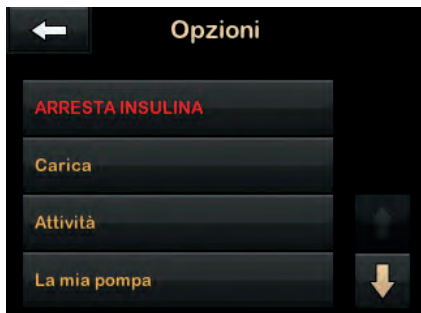 Opzioni
ARRESTA INSULINA
Carica
Attività
La mia pompa